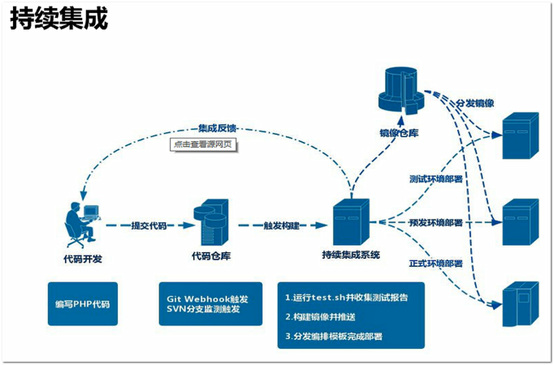 持续集成
集成反馈
点击查看源网页
镜像仓库
分发镜像
测试环境部署
提交代码
触发构建
预发环境部署
代码开发
代码仓库
持续集成系统
正式环境部署
编写PHP代码
Git Webhook触发
SVN分支监测触发
1.运行test.sh并收集测试报告
2.构建镜像并推送
3.分发编排模板完成部署